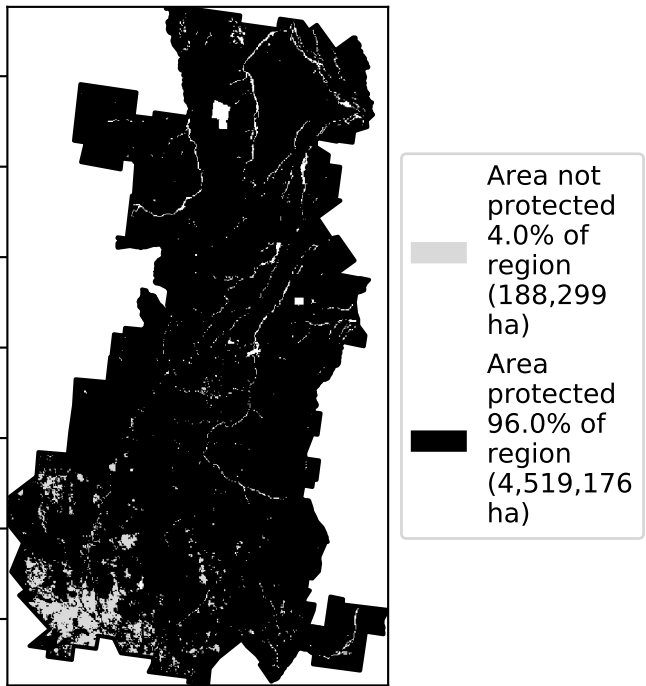 Area not
protected
4.0% of
region
(188,299
ha)
Area
protected
96.0% of
region
(4,519,176
ha)